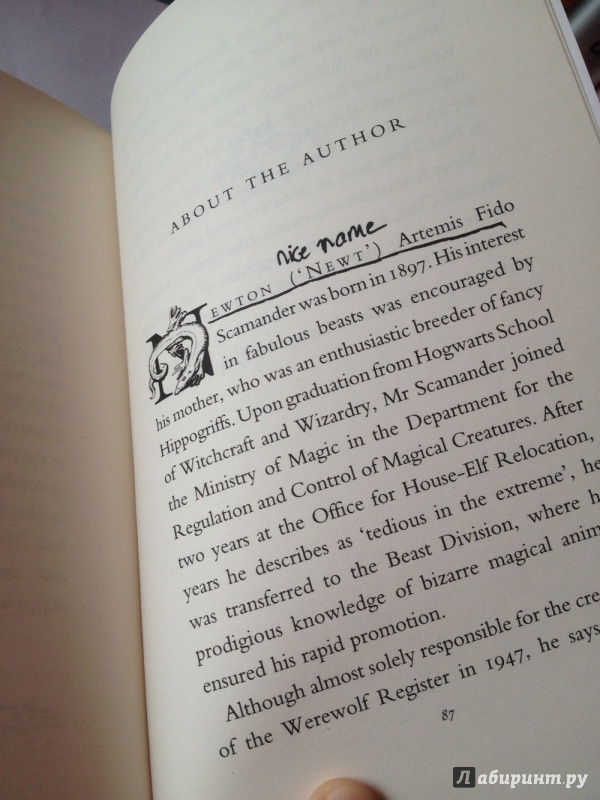 ABOUT THE AUTHOR
nice name
NEWTON ('NEWT') Artemis Fido
Scamander was born in 1897. His interest
in fabulous beasts was encouraged by
his mother, who was an enthusiastic breeder of fancy
Hippogriffs. Upon graduation from Hogwarts School
of Witchcraft and Wizardry, Mr Scamander joined
the Ministry of Magic in the Department for the
Regulation and Control of Magical Creatures. After
two years at the Office for House-Elf Relocation,
years he describes as 'tedious in the extreme', he
was transferred to the Beast Division, where h
prodigious knowledge of bizarre magical anim
ensured his rapid promotion.
Although almost solely responsible for the cre
of the Werewolf Register in 1947, he says
87
Лабиринт.ру